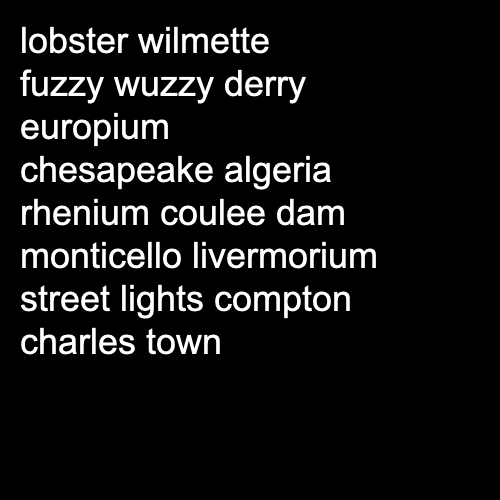 lobster wilmette
fuzzy wuzzy derry
europium
chesapeake algeria
rhenium coulee dam
monticello livermorium
street lights compton
charles town